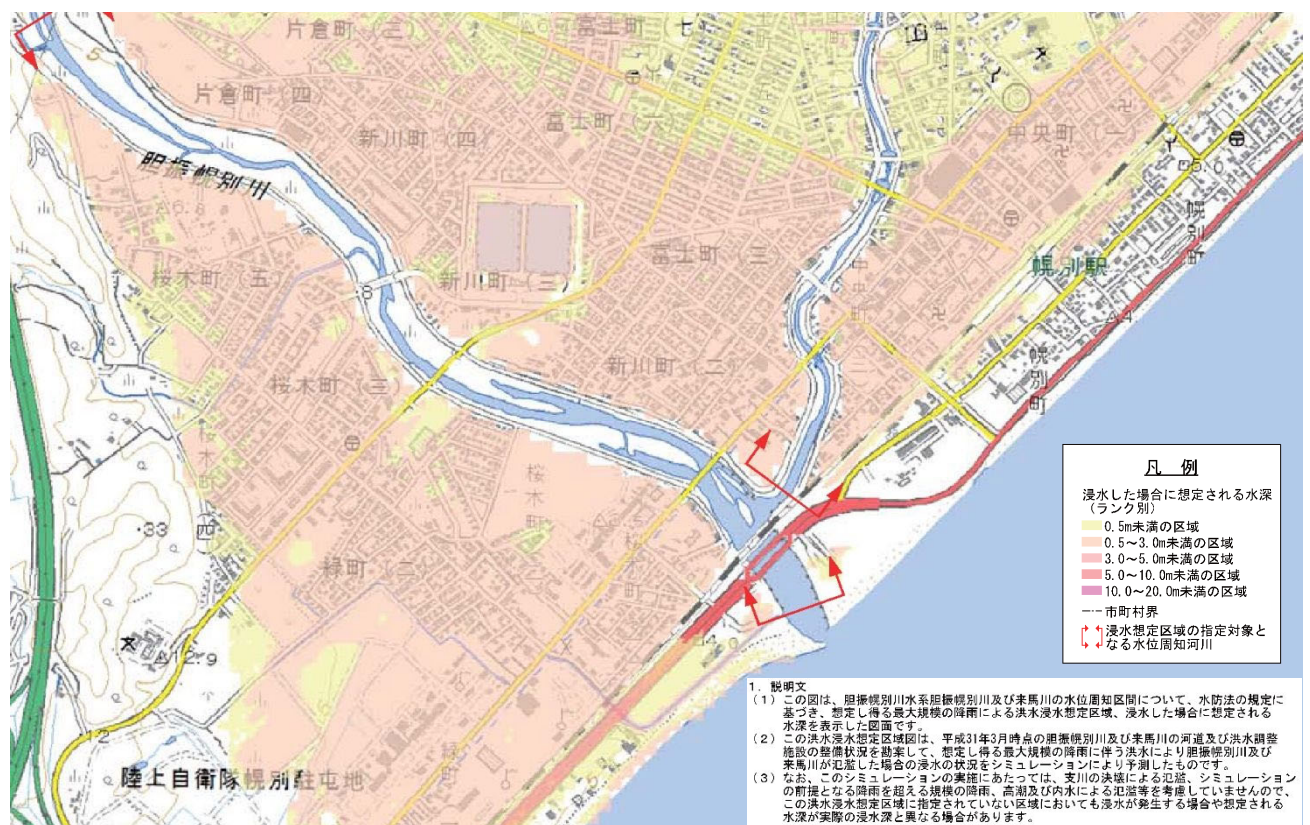 片倉町（三）
富士町（三）
片倉町（四）
新川町（四）
富士町（六）
中央町（一）
胆振幌別川
5.0
幌別町
桜木町（五）
新川町（三）
富士町（二）
幌別駅
8
中央町（二）
4
桜木町（三）
新川町（二）
幌別町
桜木町（四）
桜木町
33
緑町（二）
12.9
4.0
12
緑町
陸上自衛隊幌別駐屯地
凡 例
浸水した場合に想定される水深
（ランク別）
0.5m未満の区域
0.5～3.0m未満の区域
3.0～5.0m未満の区域
5.0～10.0m未満の区域
10.0～20.0m未満の区域
市町村界
浸水想定区域の指定対象と
なる水位周知河川
1. 説明文
（1） この図は、胆振幌別川水系胆振幌別川及び来馬川の水位周知区間について、水防法の規定に
基づき、想定し得る最大規模の降雨による洪水浸水想定区域、浸水した場合に想定される
水深を表示した図面です。
（2） この洪水浸水想定区域図は、平成31年3月時点の胆振幌別川及び来馬川の河道及び洪水調整
施設の整備状況を勘案して、想定し得る最大規模の降雨に伴う洪水により胆振幌別川及び
来馬川が氾濫した場合の浸水の状況をシミュレーションにより予測したものです。
（3） なお、このシミュレーションの実施にあたっては、支川の決壊による氾濫、シミュレーション
の前提となる降雨を超える規模の降雨、高潮及び内水による氾濫等を考慮していませんので、
この洪水浸水想定区域に指定されていない区域においても浸水が発生する場合や想定される
水深が実際の浸水深と異なる場合があります。